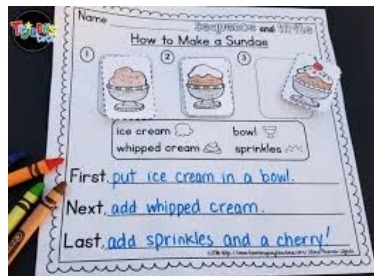 Name
Sequence and Write
How to Make a Sundae
1 2 3
ice cream bowl
whipped cream sprinkles
First, put ice cream in a bowl.
Next, add whipped cream.
Last, add sprinkles and a cherry!